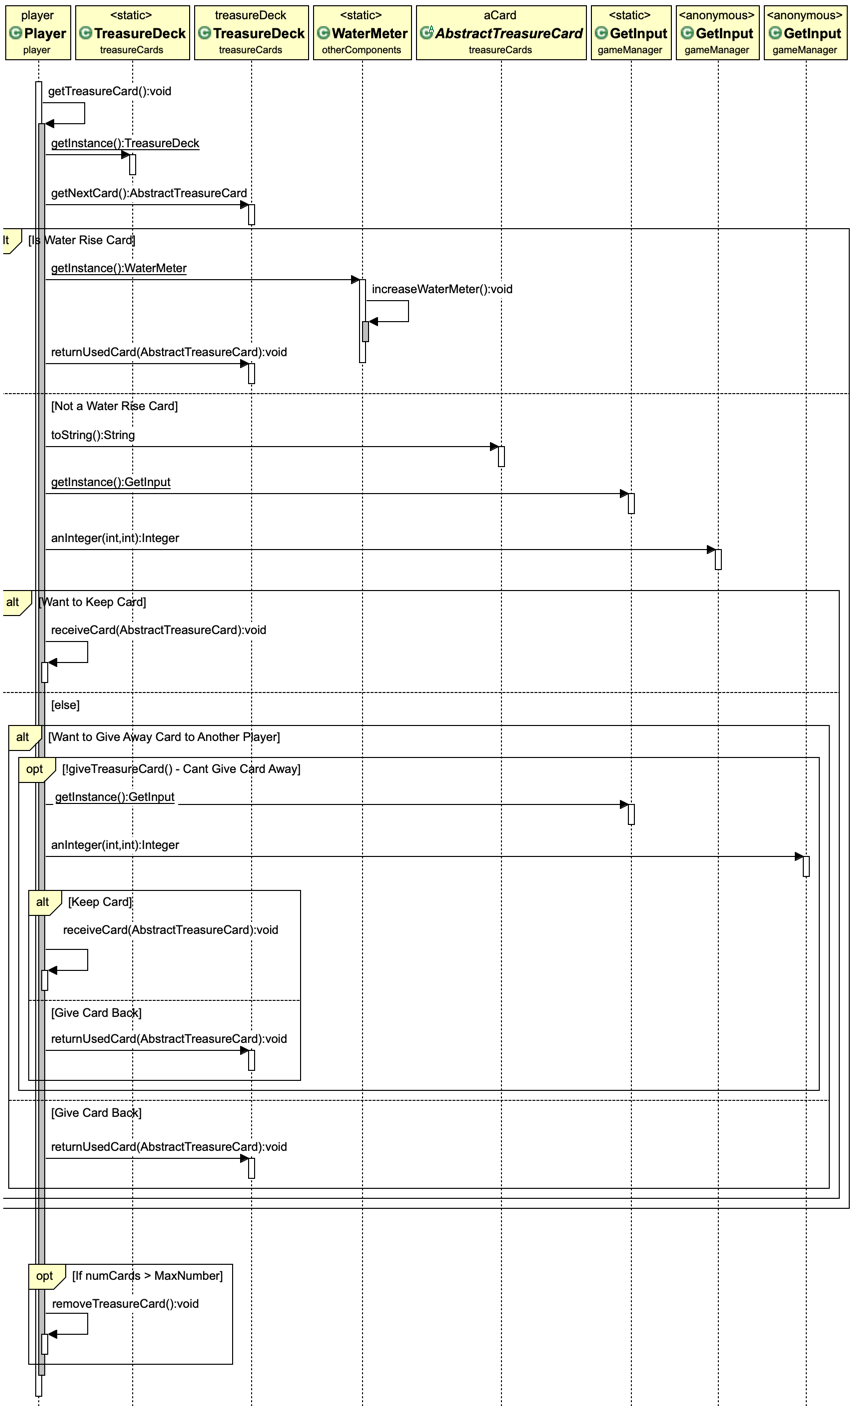 player
Player
player
<static>
TreasureDeck
treasureCards
treasureDeck
TreasureDeck
treasureCards
<static>
WaterMeter
otherComponents
aCard
AbstractTreasureCard
treasureCards
<static>
GetInput
gameManager
<anonymous>
GetInput
gameManager
<anonymous>
GetInput
gameManager
getTreasureCard():void
getInstance():TreasureDeck
getNextCard():AbstractTreasureCard
lt [Is Water Rise Card]
getInstance():WaterMeter
increaseWaterMeter():void
returnUsedCard(AbstractTreasureCard):void
[Not a Water Rise Card]
toString():String
getInstance():GetInput
anInteger(int,int):Integer
alt [Want to Keep Card]
receiveCard(AbstractTreasureCard):void
[else]
alt [Want to Give Away Card to Another Player]
opt [!giveTreasureCard() - Cant Give Card Away]
getInstance():GetInput
anInteger(int,int):Integer
alt [Keep Card]
receiveCard(AbstractTreasureCard):void
[Give Card Back]
returnUsedCard(AbstractTreasureCard):void
[Give Card Back]
returnUsedCard(AbstractTreasureCard):void
opt [If numCards > MaxNumber]
removeTreasureCard():void